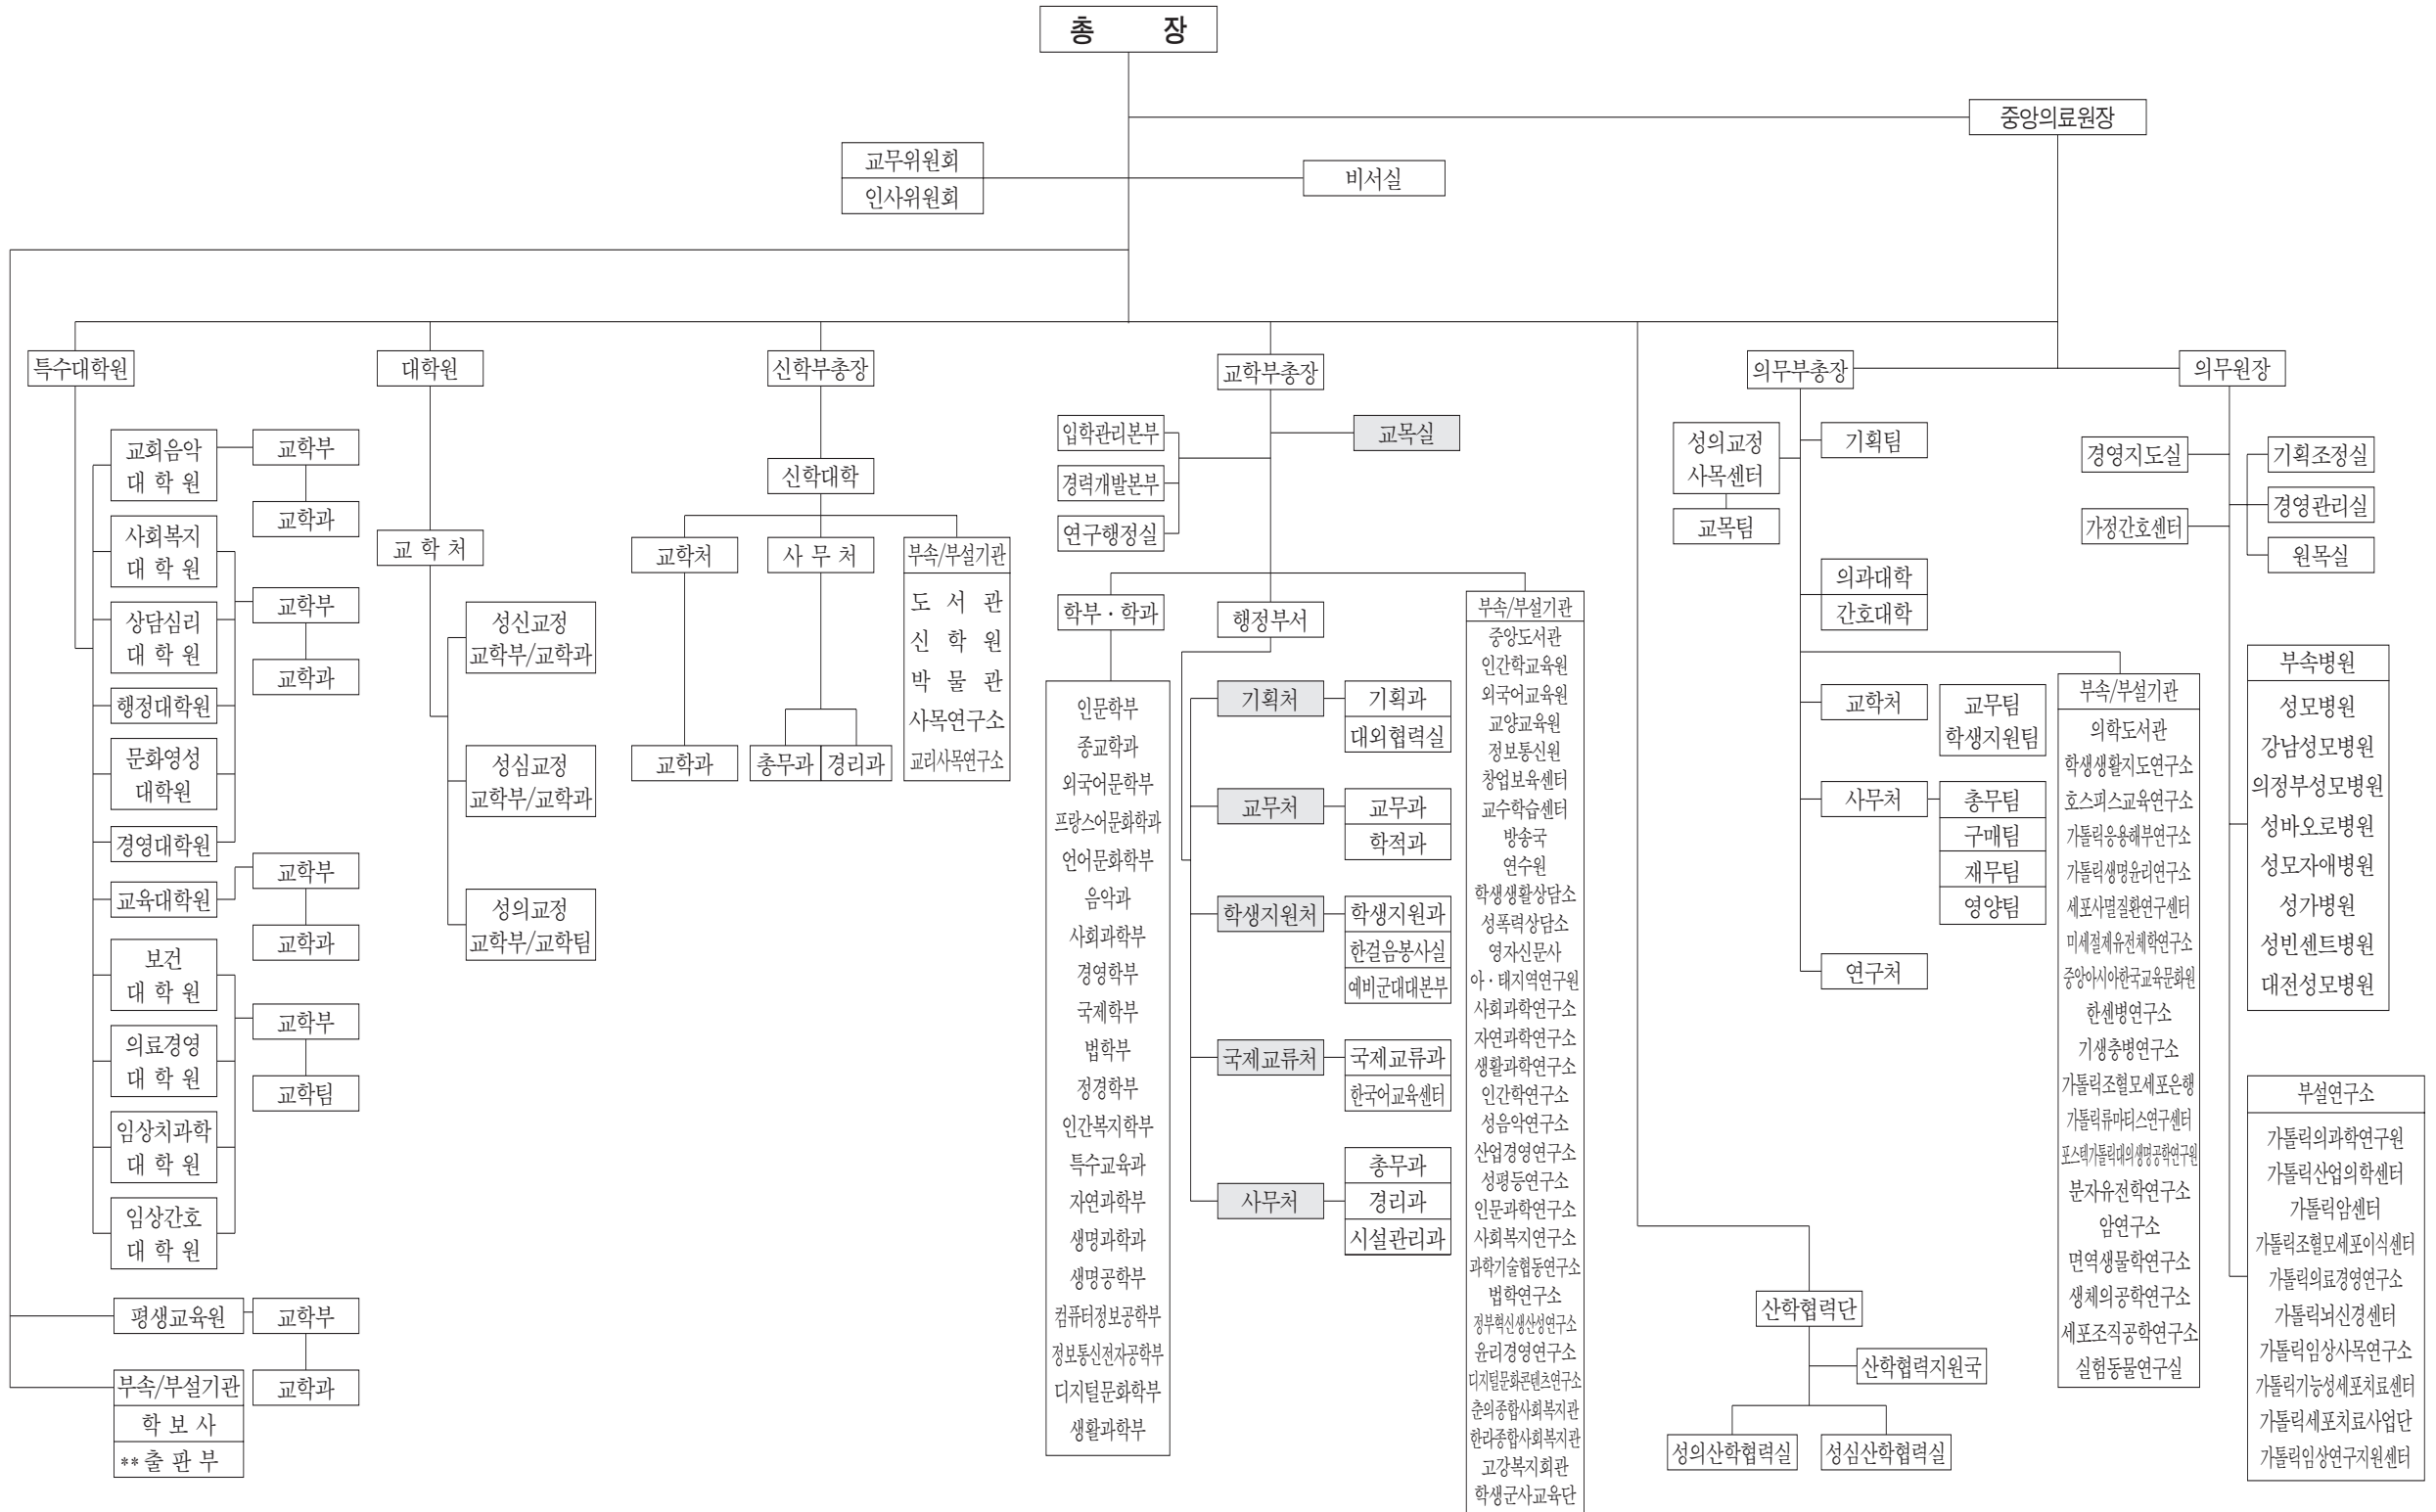 총 장
중앙의료원장
교무위원회
인사위원회
비서실
특수대학원
교회음악
대 학 원
교학부
교학과
사회복지
대 학 원
상담심리
대 학 원
행정대학원
문화영성
대학원
경영대학원
교학부
교학과
교육대학원
교학부
교학과
보건
대 학 원
의료경영
대 학 원
임상치과학
대 학 원
임상간호
대 학 원
교학부
교학팀
평생교육원
교학부
교학과
부속/부설기관
학 보 사
**출 판 부
대학원
교 학 처
성신교정
교학부/교학과
성심교정
교학부/교학과
성의교정
교학부/교학팀
신학부총장
신학대학
교학처
교학과
사 무 처
총무과
경리과
부속/부설기관
도 서 관
신 학 원
박 물 관
사목연구소
교리사목연구소
교학부총장
입학관리본부
경력개발본부
연구행정실
교목실
학부·학과
인문학부
종교학과
외국어문학부
프랑스어문화학과
언어문화학부
음악과
사회과학부
경영학부
국제학부
법학부
정경학부
인간복지학부
특수교육과
자연과학부
생명과학과
생명공학부
컴퓨터정보공학부
정보통신전자공학부
디지털문화학부
생활과학부
행정부서
기획처
기획과
대외협력실
교무처
교무과
학적과
학생지원처
학생지원과
한걸음봉사실
예비군대대본부
국제교류처
국제교류과
한국어교육센터
사무처
총무과
경리과
시설관리과
부속/부설기관
중앙도서관
인간학교육원
외국어교육원
교양교육원
정보통신원
창업보육센터
교수학습센터
방송국
연수원
학생생활상담소
성폭력상담소
영자신문사
아·태지역연구원
사회과학연구소
자연과학연구소
생활과학연구소
인간학연구소
성음악연구소
산업경영연구소
성평등연구소
인문과학연구소
사회복지연구소
과학기술협동연구소
법학연구소
정부혁신생산성연구소
윤리경영연구소
디지털문화콘텐츠연구소
춘의종합사회복지관
한라종합사회복지관
고강복지회관
학생군사교육단
산학협력단
산학협력지원국
성의산학협력실
성심산학협력실
의무부총장
성의교정
사목센터
교목팀
기획팀
의과대학
간호대학
교학처
교무팀
학생지원팀
사무처
총무팀
구매팀
재무팀
영양팀
연구처
부속/부설기관
의학도서관
학생생활지도연구소
호스피스교육연구소
가톨릭응용해부연구소
가톨릭생명윤리연구소
세포사멸질환연구센터
미세절제유전체학연구소
중앙아시아한국교육문화원
한센병연구소
기생충병연구소
가톨릭조혈모세포은행
가톨릭류마티스연구센터
포스텍가톨릭대의생명공학연구원
분자유전학연구소
암연구소
면역생물학연구소
생체의공학연구소
세포조직공학연구소
실험동물연구실
의무원장
경영지도실
가정간호센터
기획조정실
경영관리실
원목실
부속병원
성모병원
강남성모병원
의정부성모병원
성바오로병원
성모자애병원
성가병원
성빈센트병원
대전성모병원
부설연구소
가톨릭의과학연구원
가톨릭산업의학센터
가톨릭암센터
가톨릭조혈모세포이식센터
가톨릭의료경영연구소
가톨릭뇌신경센터
가톨릭임상사목연구소
가톨릭기능성세포치료센터
가톨릭세포치료사업단
가톨릭임상연구지원센터